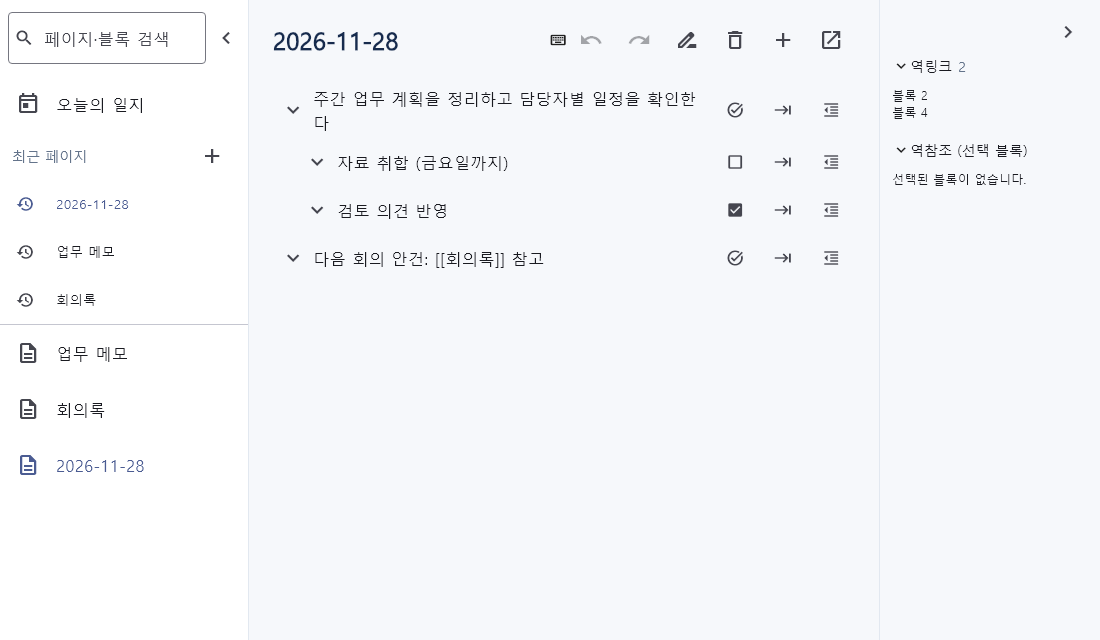 페이지·블록 검색
오늘의 일지
최근 페이지
2026-11-28
업무 메모
회의록
업무 메모
회의록
2026-11-28
2026-11-28
주간 업무 계획을 정리하고 담당자별 일정을 확인한
다
자료 취합 (금요일까지)
검토 의견 반영
다음 회의 안건: [[회의록]] 참고
역링크 2
블록 2
블록 4
역참조 (선택 블록)
선택된 블록이 없습니다.